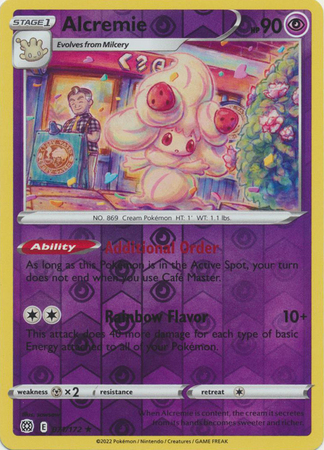 STAGE1
Alcremie
HP90
Evolves from Milcery
NO. 869 Cream Pokémon HT: 1' WT: 1.1 lbs.
Ability Additional Order
As long as this Pokémon is in the Active Spot, your turn
does not end when you use Café Master.
Rainbow Flavor 10+
This attack does 40 more damage for each type of basic
Energy attached to all of your Pokémon.
weakness ×2 resistance
retreat
When Alcremie is content, the cream it secretes
from its hands becomes sweeter and richer.
E /172 ★
©2022 Pokémon / Nintendo / Creatures / GAME FREAK